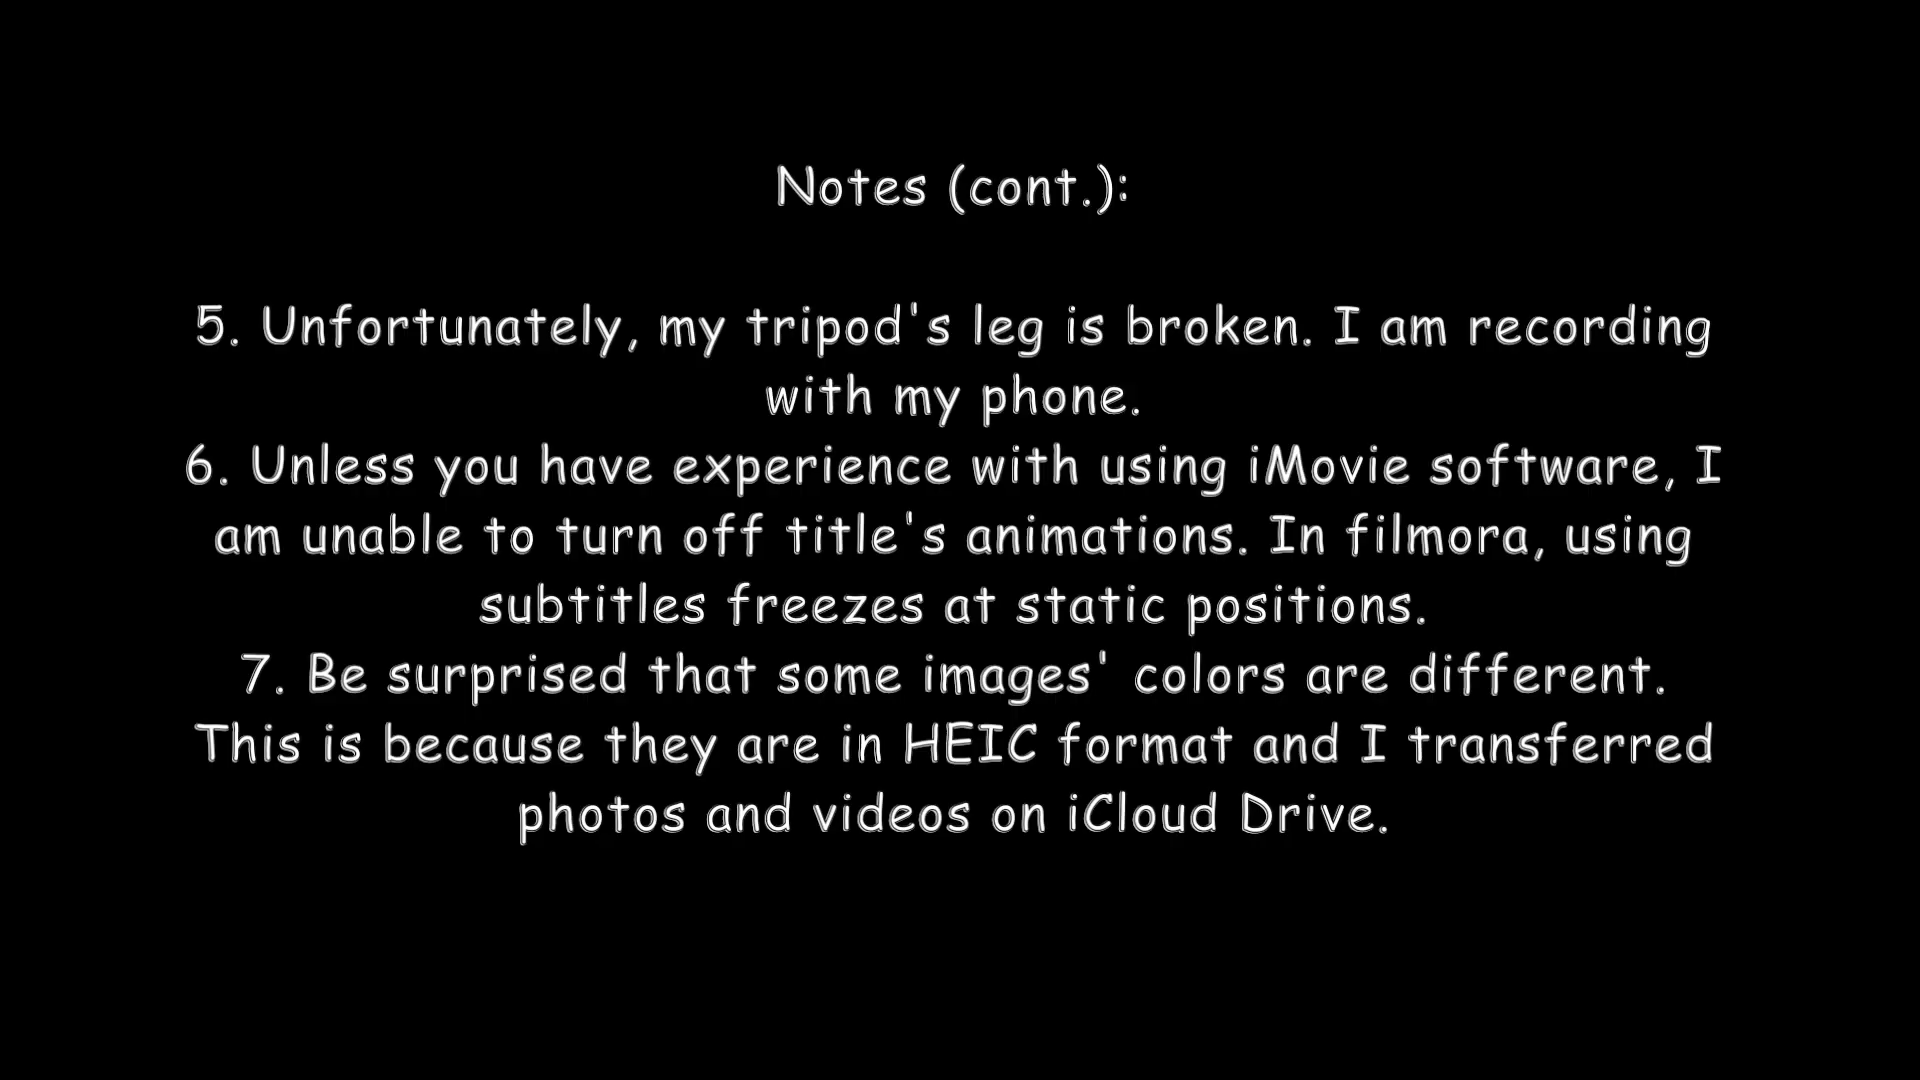 Notes (cont.):
5. Unfortunately, my tripod's leg is broken. I am recording
with my phone.
6. Unless you have experience with using iMovie software, I
am unable to turn off title's animations. In filmora, using
subtitles freezes at static positions.
7. Be surprised that some images' colors are different.
This is because they are in HEIC format and I transferred
photos and videos on iCloud Drive.